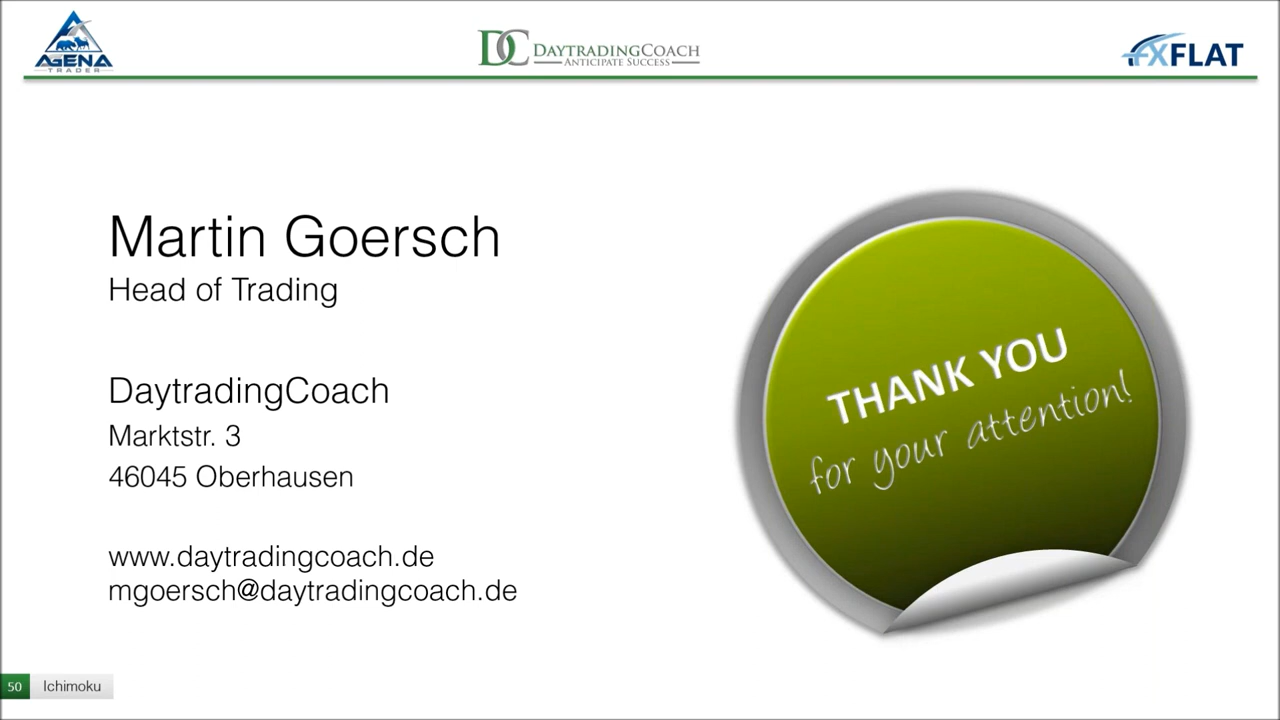 AGENA
TRADER
DC DAYTRADINGCOACH
ANTICIPATE SUCCESS
FXFLAT
Martin Goersch
Head of Trading
DaytradingCoach
Marktstr. 3
46045 Oberhausen
www.daytradingcoach.de
mgoersch@daytradingcoach.de
THANK YOU
for your attention!
50 Ichimoku